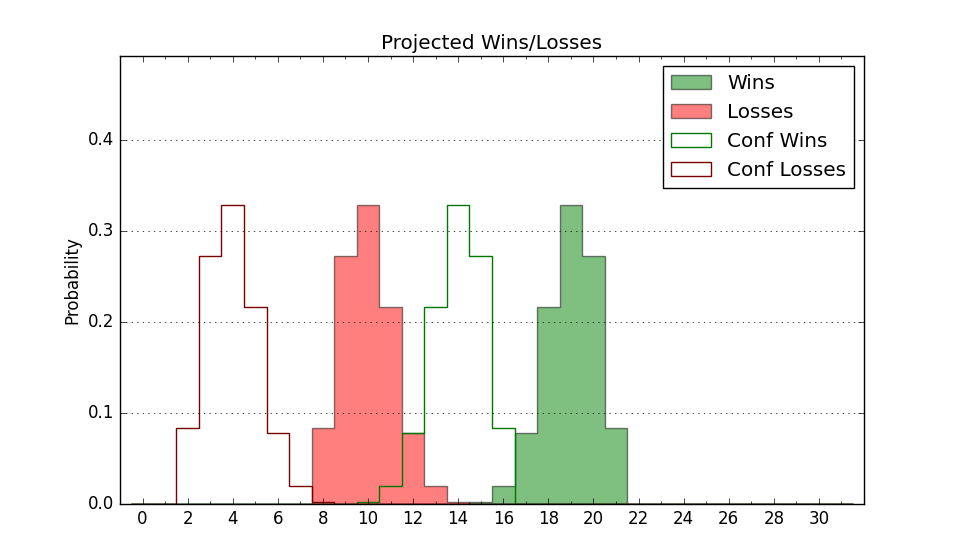 Projected Wins/Losses
Wins
Losses
Conf Wins
Conf Losses
Probability
0.4
0.3
0.2
0.1
0.0
0 2 4 6 8 10 12 14 16 18 20 22 24 26 28 30